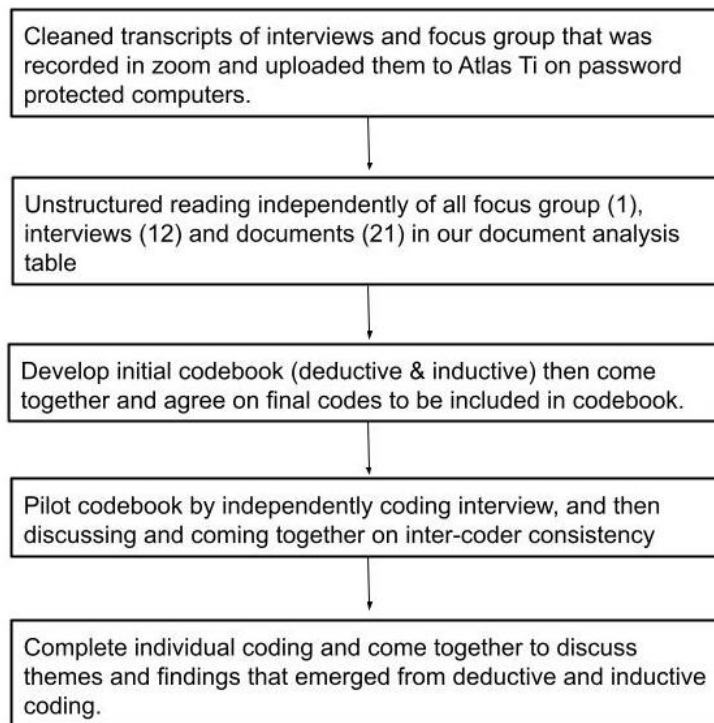 Cleaned transcripts of interviews and focus group that was
recorded in zoom and uploaded them to Atlas Ti on password
protected computers.
Unstructured reading independently of all focus group (1),
interviews (12) and documents (21) in our document analysis
table
Develop initial codebook (deductive & inductive) then come
together and agree on final codes to be included in codebook.
Pilot codebook by independently coding interview, and then
discussing and coming together on inter-coder consistency
Complete individual coding and come together to discuss
themes and findings that emerged from deductive and inductive
coding.